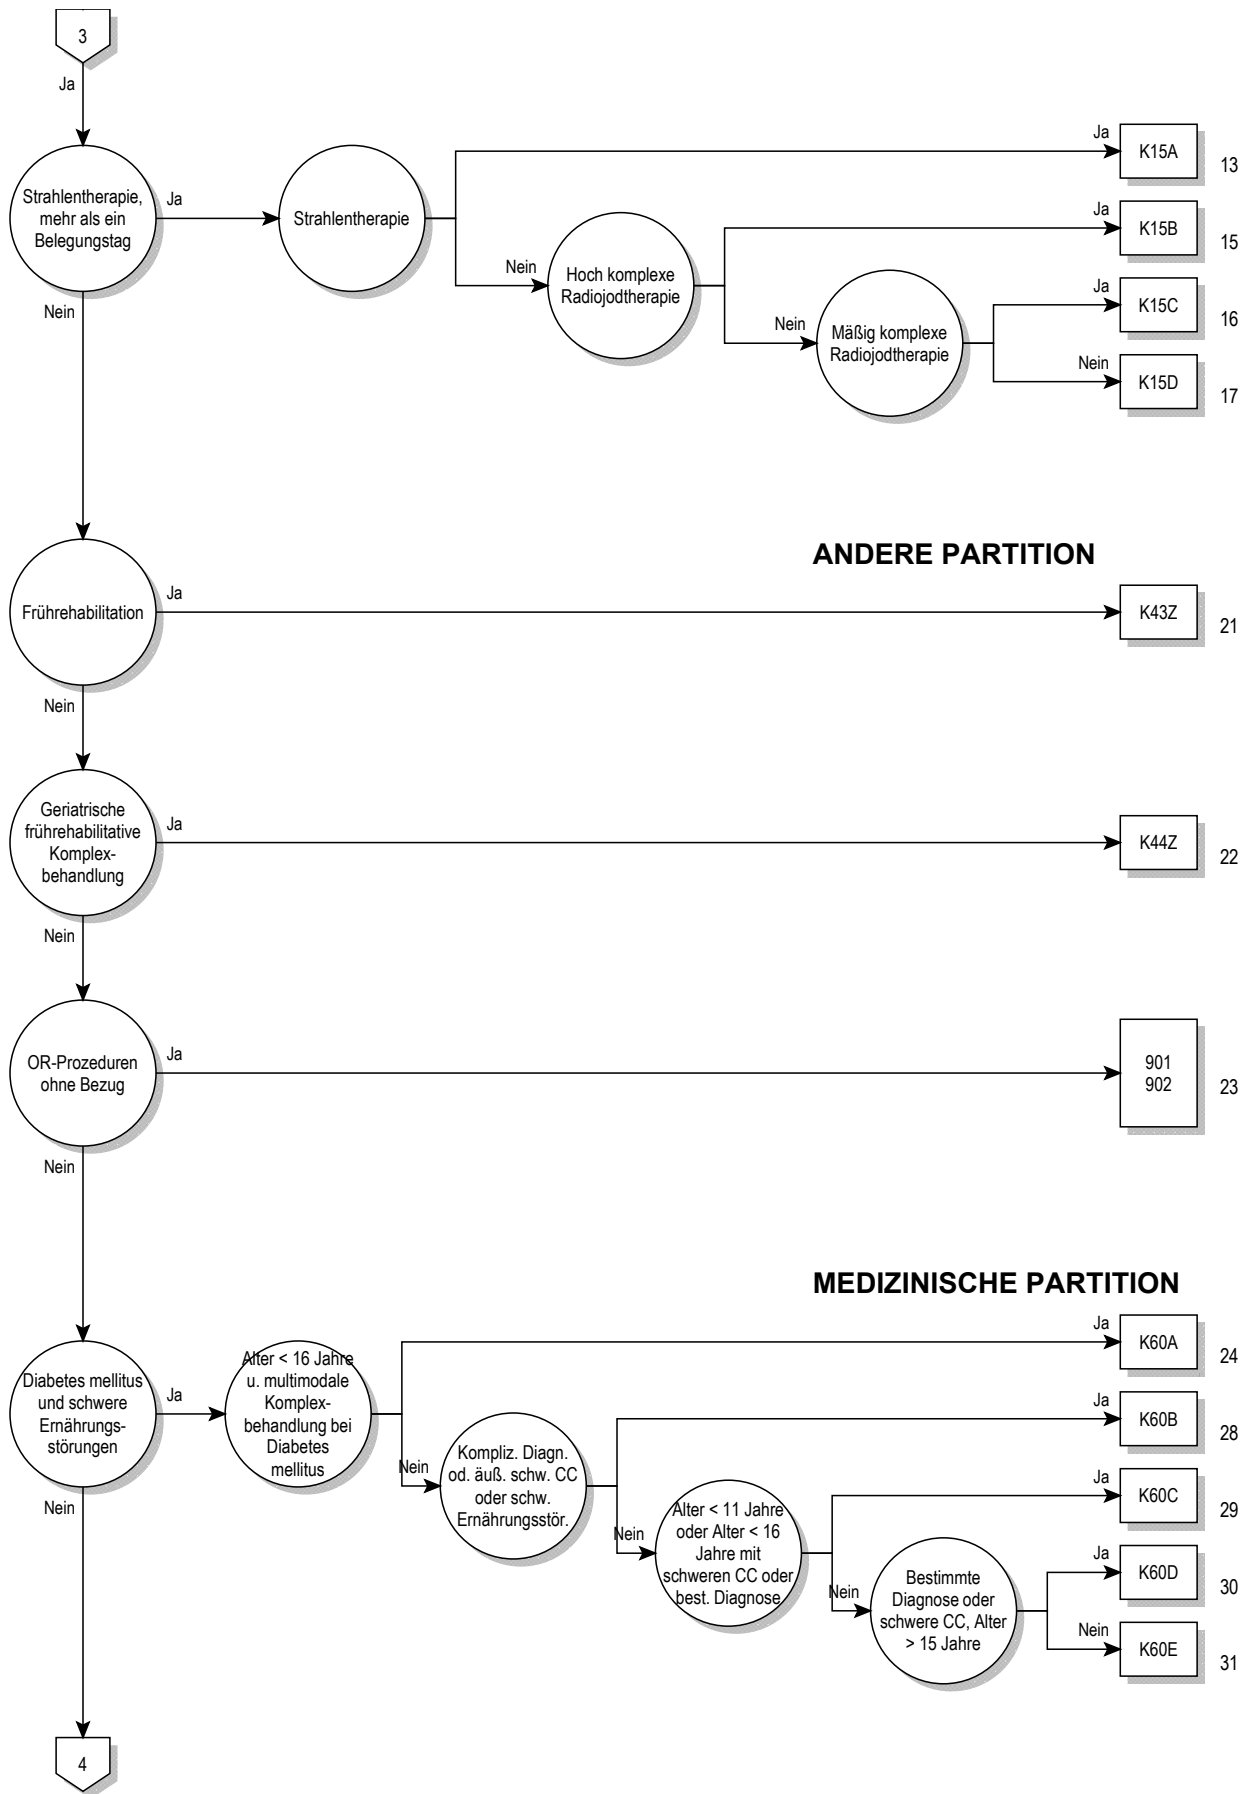 3
Ja
Strahlentherapie,
mehr als ein
Belegungstag
Ja
Strahlentherapie
Ja
K15A
13
Nein
Hoch komplexe
Radiojodtherapie
Ja
K15B
15
Nein
Mäßig komplexe
Radiojodtherapie
Ja
K15C
16
Nein
K15D
17
Nein
ANDERE PARTITION
Frührehabilitation
Ja
K43Z
21
Nein
Geriatrische
frührehabilitative
Komplex-
behandlung
Ja
K44Z
22
Nein
OR-Prozeduren
ohne Bezug
Ja
901
902
23
Nein
MEDIZINISCHE PARTITION
Diabetes mellitus
und schwere
Ernährungs-
störungen
Ja
Alter < 16 Jahre
u. multimodale
Komplex-
behandlung bei
Diabetes
mellitus
Ja
K60A
24
Nein
Kompliz. Diagn.
od. äuß. schw. CC
oder schw.
Ernährungsstör.
Ja
K60B
28
Nein
Alter < 11 Jahre
oder Alter < 16
Jahre mit
schweren CC oder
best. Diagnose
Ja
K60C
29
Nein
Bestimmte
Diagnose oder
schwere CC, Alter
> 15 Jahre
Ja
K60D
30
Nein
K60E
31
Nein
4